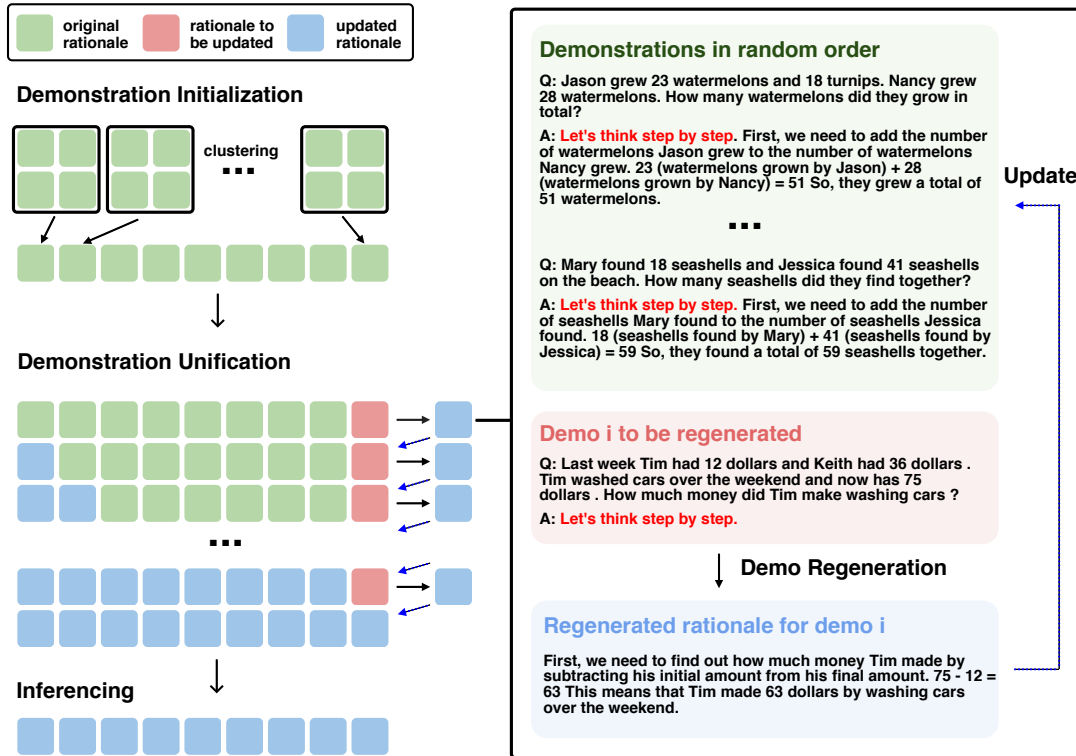 original
rationale
rationale to
be updated
updated
rationale
Demonstration Initialization
clustering
...
Demonstration Unification
...
Inferencing
Demonstrations in random order
Q: Jason grew 23 watermelons and 18 turnips. Nancy grew
28 watermelons. How many watermelons did they grow in
total?
A: Let's think step by step. First, we need to add the number
of watermelons Jason grew to the number of watermelons
Nancy grew. 23 (watermelons grown by Jason) + 28
(watermelons grown by Nancy) = 51 So, they grew a total of
51 watermelons.
...
Q: Mary found 18 seashells and Jessica found 41 seashells
on the beach. How many seashells did they find together?
A: Let's think step by step. First, we need to add the number
of seashells Mary found to the number of seashells Jessica
found. 18 (seashells found by Mary) + 41 (seashells found by
Jessica) = 59 So, they found a total of 59 seashells together.
Update
Demo i to be regenerated
Q: Last week Tim had 12 dollars and Keith had 36 dollars .
Tim washed cars over the weekend and now has 75
dollars . How much money did Tim make washing cars ?
A: Let's think step by step.
Demo Regeneration
Regenerated rationale for demo i
First, we need to find out how much money Tim made by
subtracting his initial amount from his final amount. 75 - 12 =
63 This means that Tim made 63 dollars by washing cars
over the weekend.